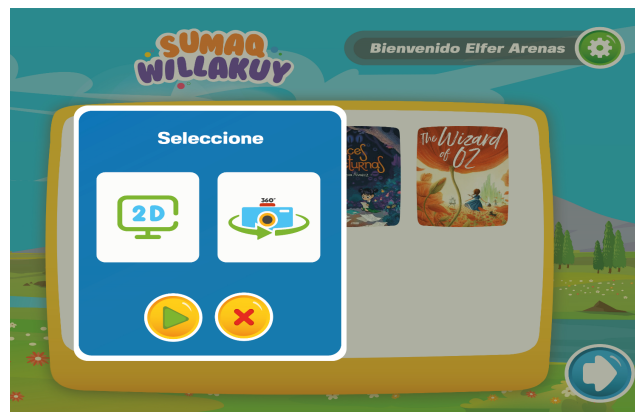 SUMAQ
WILLAKUY
Bienvenido Elfer Arenas
Seleccione
2D
360°
The Wizard
of OZ